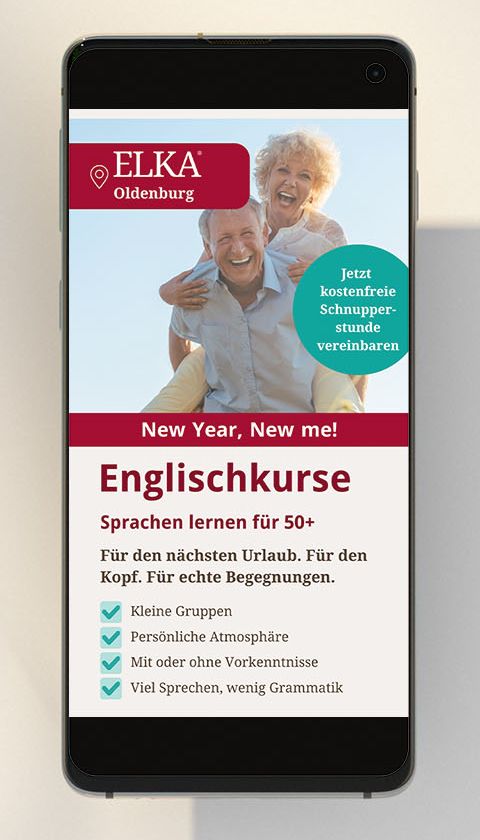 ELKA®
Oldenburg
Jetzt
kostenfreie
Schnupper-
stunde
vereinbaren
New Year, New me!
Englischkurse
Sprachen lernen für 50+
Für den nächsten Urlaub. Für den
Kopf. Für echte Begegnungen.
Kleine Gruppen
Persönliche Atmosphäre
Mit oder ohne Vorkenntnisse
Viel Sprechen, wenig Grammatik